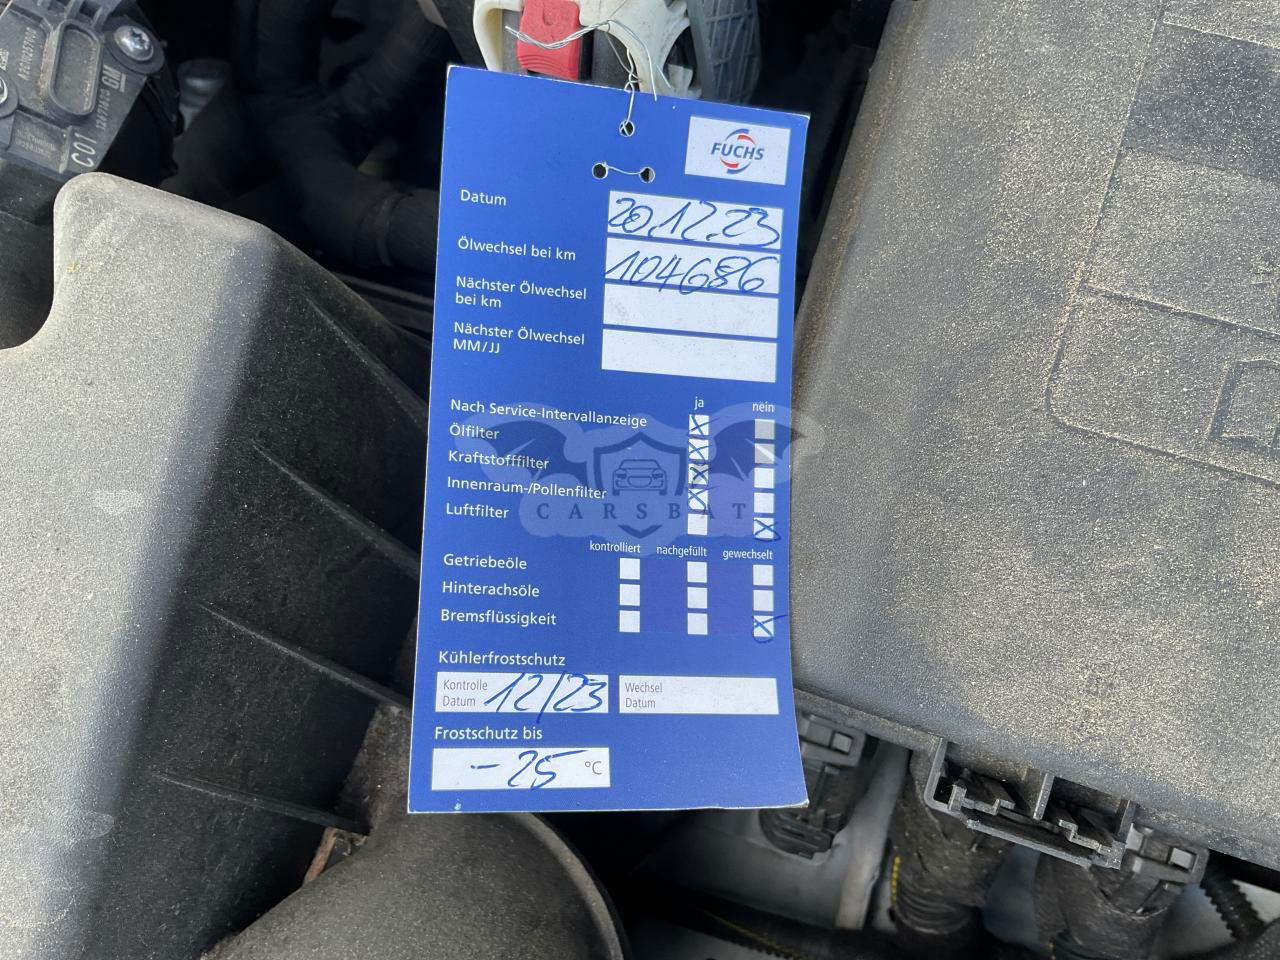 GM
CO1
FUCHS
Datum 20.12.23
Ölwechsel bei km 104686
Nächster Ölwechsel
bei km
Nächster Ölwechsel
MM/JJ
ja nein
Nach Service-Intervallanzeige
Ölfilter
Kraftstofffilter
Innenraum-/Pollenfilter
Luftfilter
CARSBAT
kontrolliert nachgefüllt gewechselt
Getriebeöle
Hinterachsöle
Bremsflüssigkeit
Kühlerfrostschutz
Kontrolle
Datum 12/23
Wechsel
Datum
Frostschutz bis
-25 °C